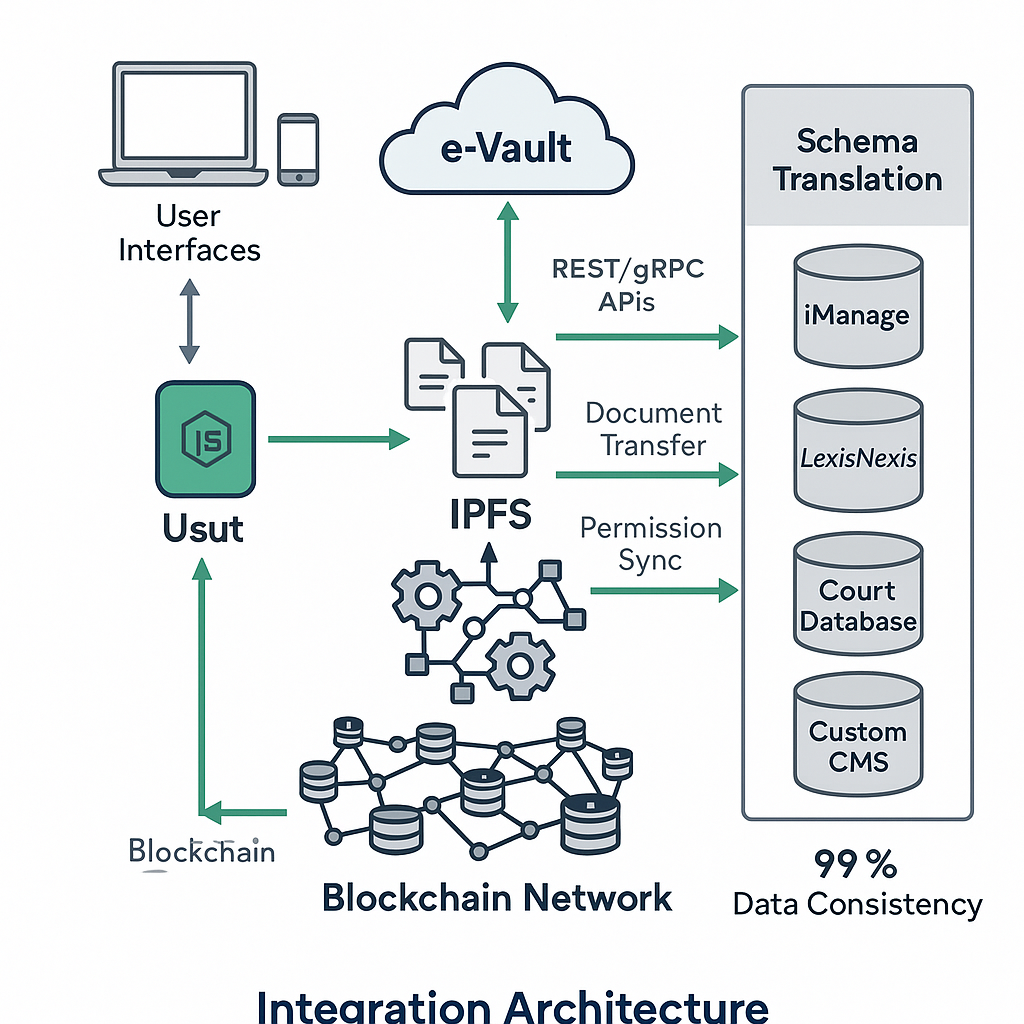 User
Interfaces
e-Vault
REST/gRPC
APis
Schema
Translation
iManage
JS
Usut
IPFS
Document
Transfer
LexisNexis
Permission
Sync
Court
Database
Custom
CMS
Blockchain
Blockchain Network
99 %
Data Consistency
Integration Architecture